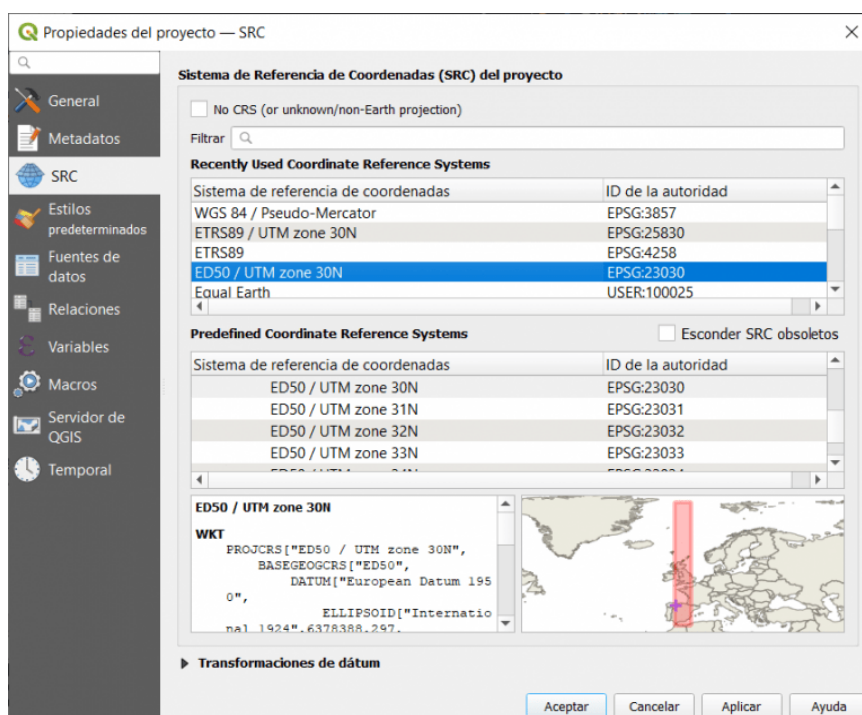 Propiedades del proyecto — SRC
General
Metadatos
SRC
Estilos
predeterminados
Fuentes de
datos
Relaciones
Variables
Macros
Servidor de
QGIS
Temporal
Sistema de Referencia de Coordenadas (SRC) del proyecto
No CRS (or unknown/non-Earth projection)
Filtrar
Recently Used Coordinate Reference Systems
Sistema de referencia de coordenadas ID de la autoridad
WGS 84 / Pseudo-Mercator EPSG:3857
ETRS89 / UTM zone 30N EPSG:25830
ETRS89 EPSG:4258
ED50 / UTM zone 30N EPSG:23030
Equal Earth USER:100025
Predefined Coordinate Reference Systems Esconder SRC obsoletos
Sistema de referencia de coordenadas ID de la autoridad
ED50 / UTM zone 30N EPSG:23030
ED50 / UTM zone 31N EPSG:23031
ED50 / UTM zone 32N EPSG:23032
ED50 / UTM zone 33N EPSG:23033
ED50 / UTM zone 30N
WKT
PROJCRS["ED50 / UTM zone 30N",
BASEGEOGCRS["ED50",
DATUM["European Datum 195
0",
ELLIPSOID["Internatio
nal 1924",6378388,297,
Transformaciones de dátum
Aceptar Cancelar Aplicar Ayuda